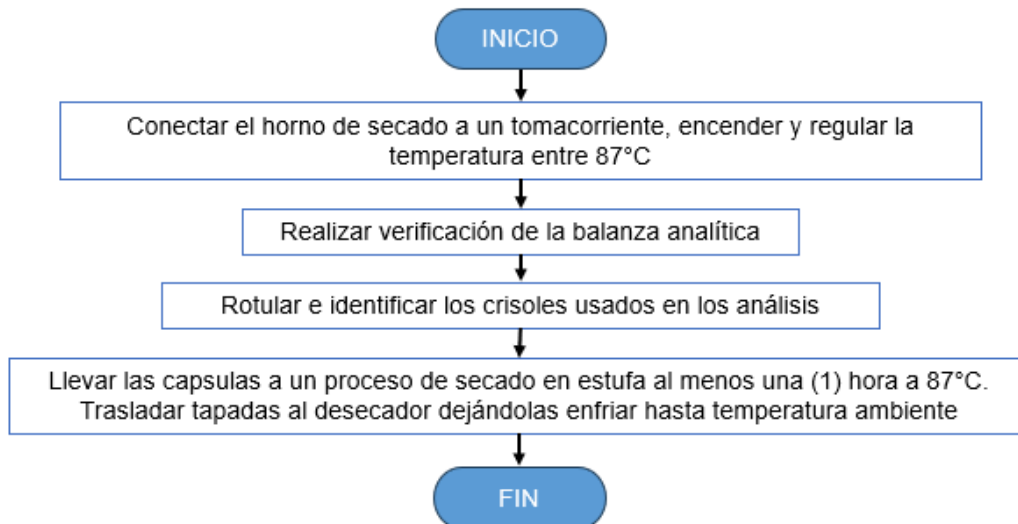 INICIO
Conectar el horno de secado a un tomacorriente, encender y regular la
temperatura entre 87°C
Realizar verificación de la balanza analítica
Rotular e identificar los crisoles usados en los análisis
Llevar las capsulas a un proceso de secado en estufa al menos una (1) hora a 87°C.
Trasladar tapadas al desecador dejándolas enfriar hasta temperatura ambiente
FIN